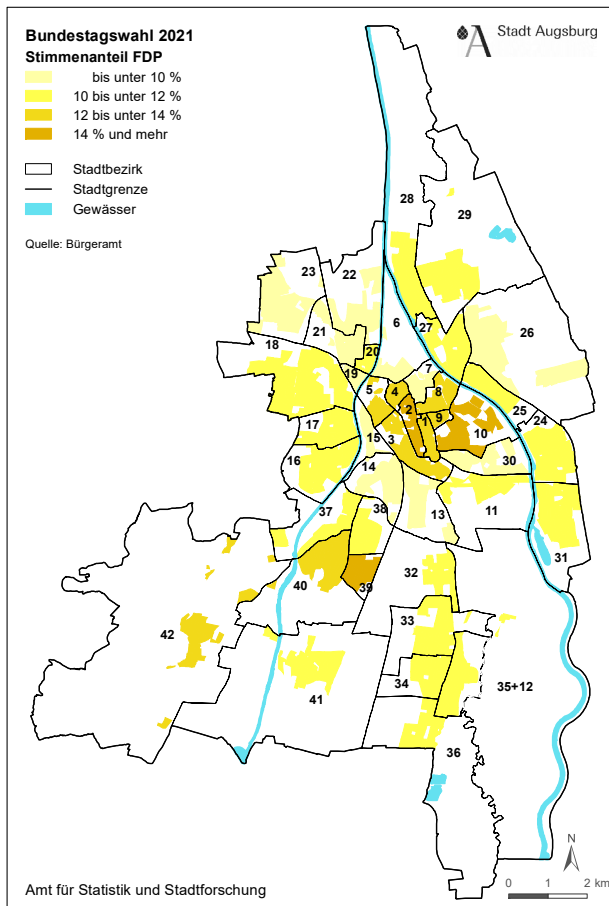 Bundestagswahl 2021
Stimmenanteil FDP
bis unter 10 %
10 bis unter 12 %
12 bis unter 14 %
14 % und mehr
Stadtbezirk
Stadtgrenze
Gewässer
Quelle: Bürgeramt
Stadt Augsburg
28
29
23
22
6
27
26
21
18
20
19
7
5
4
8
2
1
9
25
24
10
17
15
3
16
14
30
37
38
13
11
31
32
40
39
42
33
34
35+12
41
36
N
0 1 2 km
Amt für Statistik und Stadtforschung